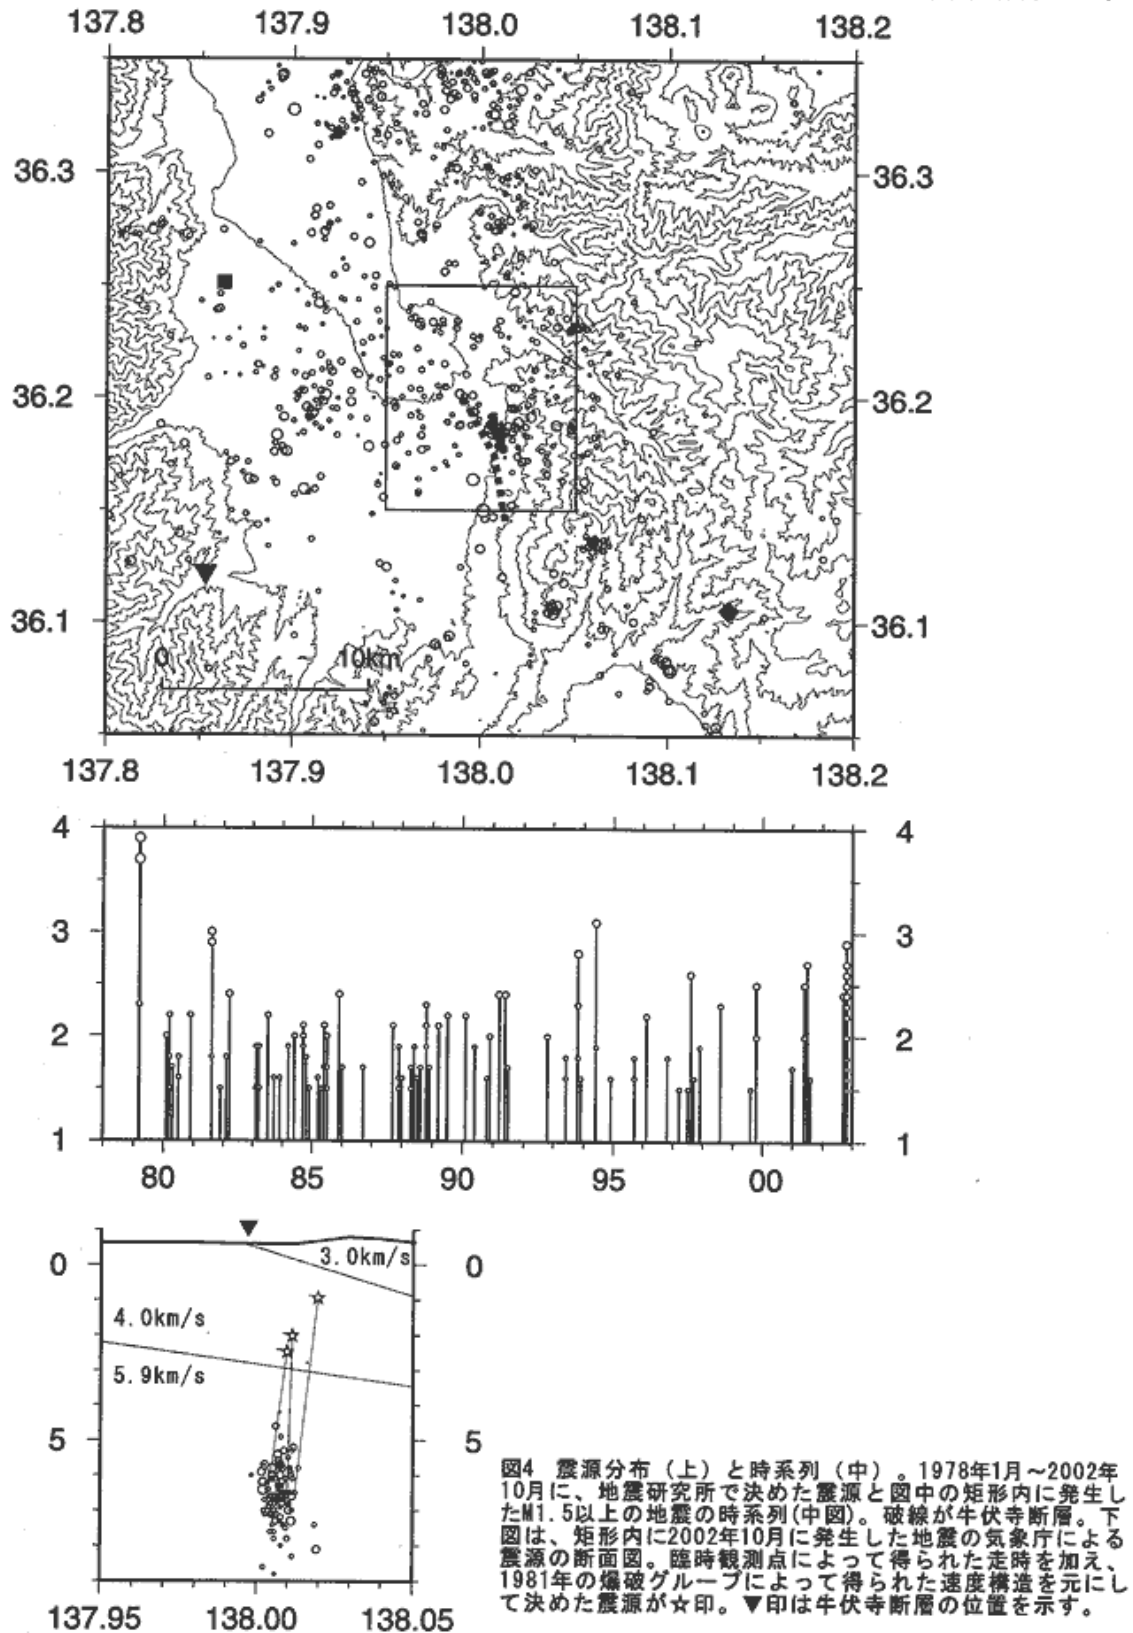 137.8 137.9 138.0 138.1 138.2
36.3 36.3
36.2 36.2
36.1 36.1
0 10km
137.8 137.9 138.0 138.1 138.2
4 4
3 3
2 2
1 1
80 85 90 95 00
0 0
3.0km/s
4.0km/s
5.9km/s
5 5
137.95 138.00 138.05
図4 震源分布（上）と時系列（中）。1978年1月～2002年
10月に、地震研究所で決めた震源と図中の矩形内に発生し
たM1.5以上の地震の時系列(中図)。破線が牛伏寺断層。下
図は、矩形内に2002年10月に発生した地震の気象庁による
震源の断面図。臨時観測点によって得られた走時を加え、
1981年の爆破グループによって得られた速度構造を元にし
て決めた震源が☆印。▼印は牛伏寺断層の位置を示す。